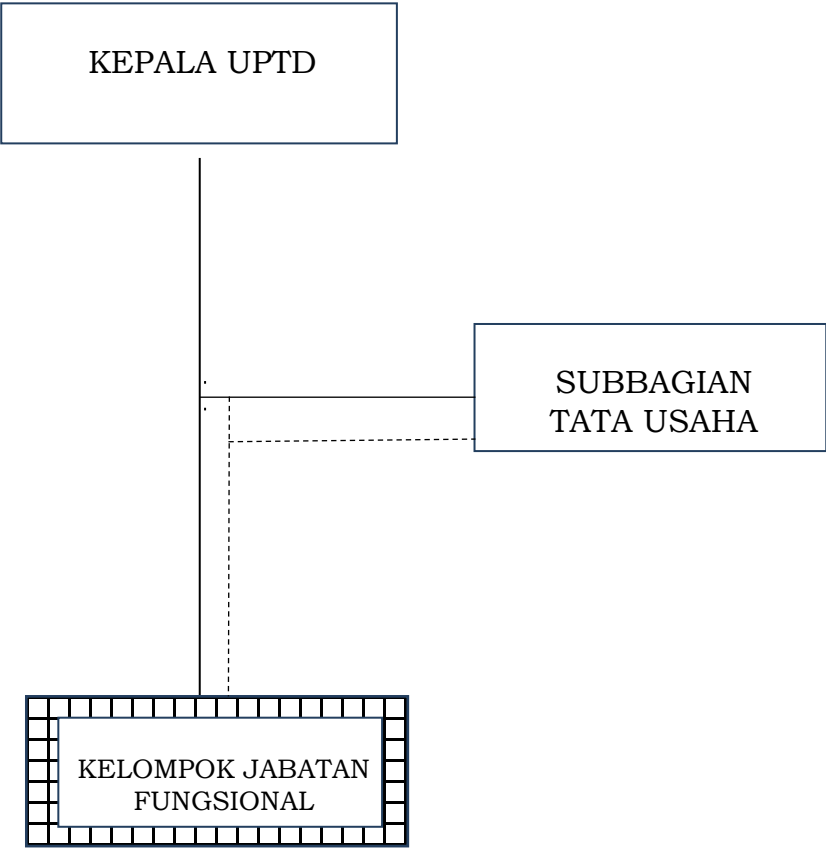 KEPALA UPTD
SUBBAGIAN
TATA USAHA
KELOMPOK JABATAN
FUNGSIONAL